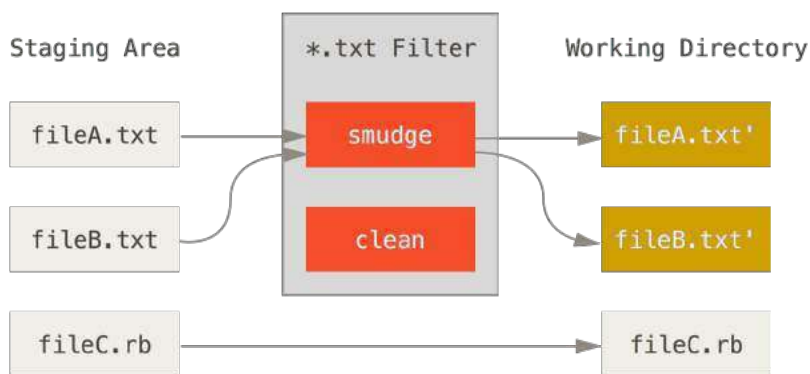 Staging Area
*.txt Filter
Working Directory
fileA.txt
smudge
fileA.txt'
fileB.txt
clean
fileB.txt'
fileC.rb
fileC.rb